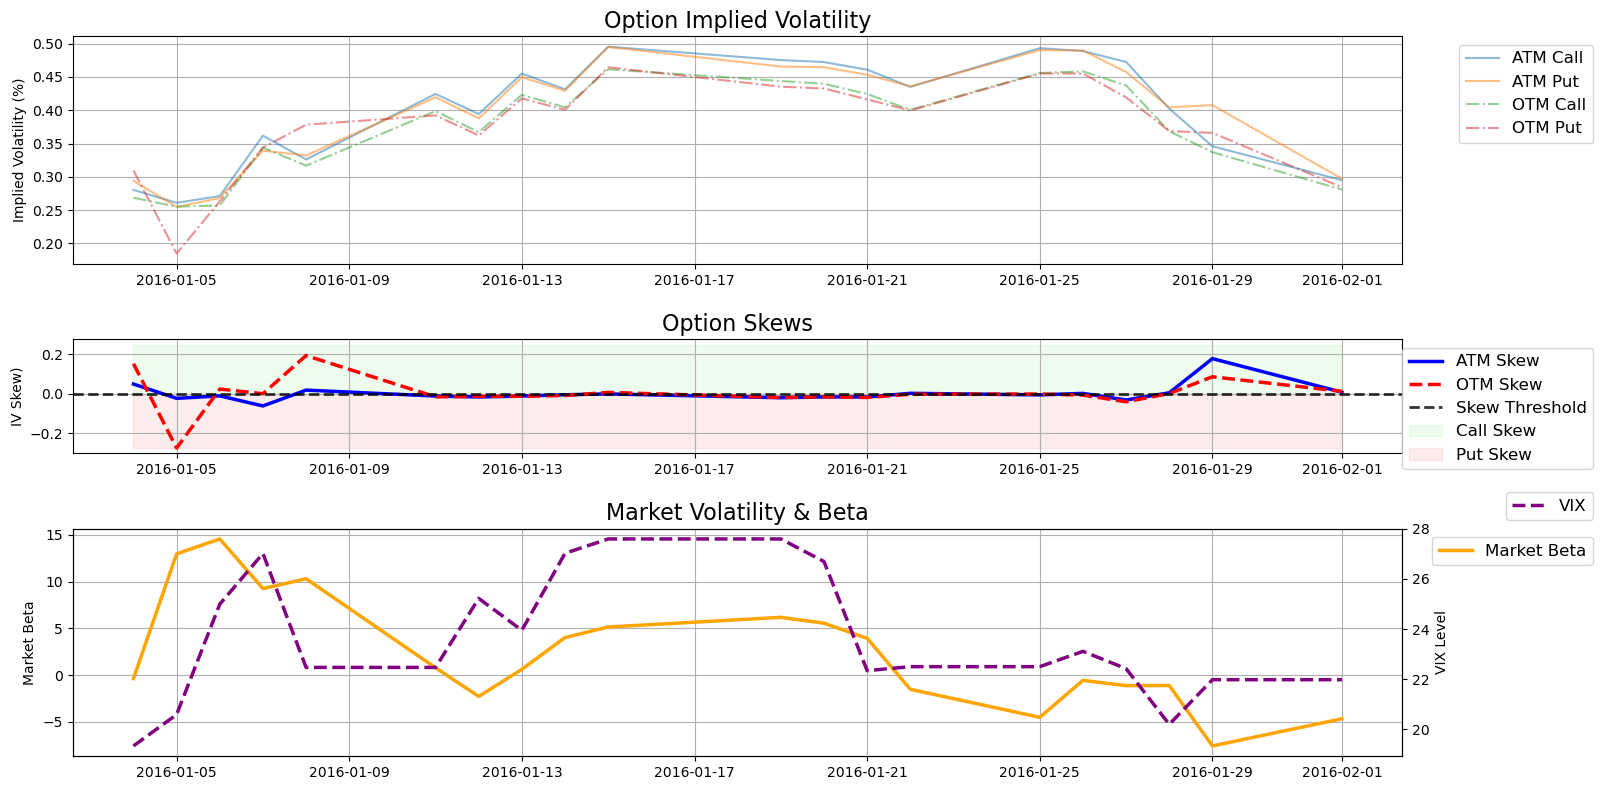 Option Implied Volatility
Implied Volatility (%)
0.50
0.45
0.40
0.35
0.30
0.25
0.20
2016-01-05 2016-01-09 2016-01-13 2016-01-17 2016-01-21 2016-01-25 2016-01-29 2016-02-01
ATM Call
ATM Put
OTM Call
OTM Put
Option Skews
IV Skew)
0.2
0.0
−0.2
2016-01-05 2016-01-09 2016-01-13 2016-01-17 2016-01-21 2016-01-25 2016-01-29 2016-02-01
ATM Skew
OTM Skew
Skew Threshold
Call Skew
Put Skew
Market Volatility & Beta
Market Beta
15
10
5
0
−5
2016-01-05 2016-01-09 2016-01-13 2016-01-17 2016-01-21 2016-01-25 2016-01-29 2016-02-01
28
26
24
22
20
VIX Level
VIX
Market Beta